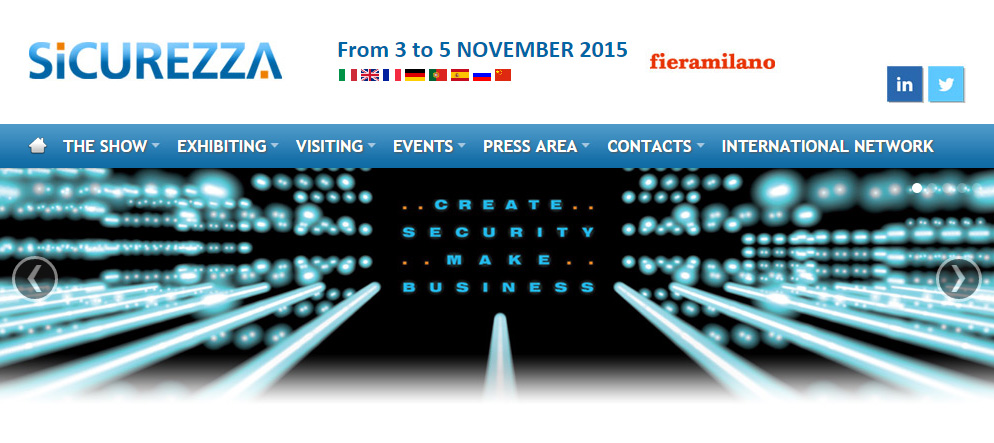 SiCUREZZA
From 3 to 5 NOVEMBER 2015
fieramilano
in
THE SHOW EXHIBITING VISITING EVENTS PRESS AREA CONTACTS INTERNATIONAL NETWORK
..CREATE..
SECURITY
..MAKE..
BUSINESS